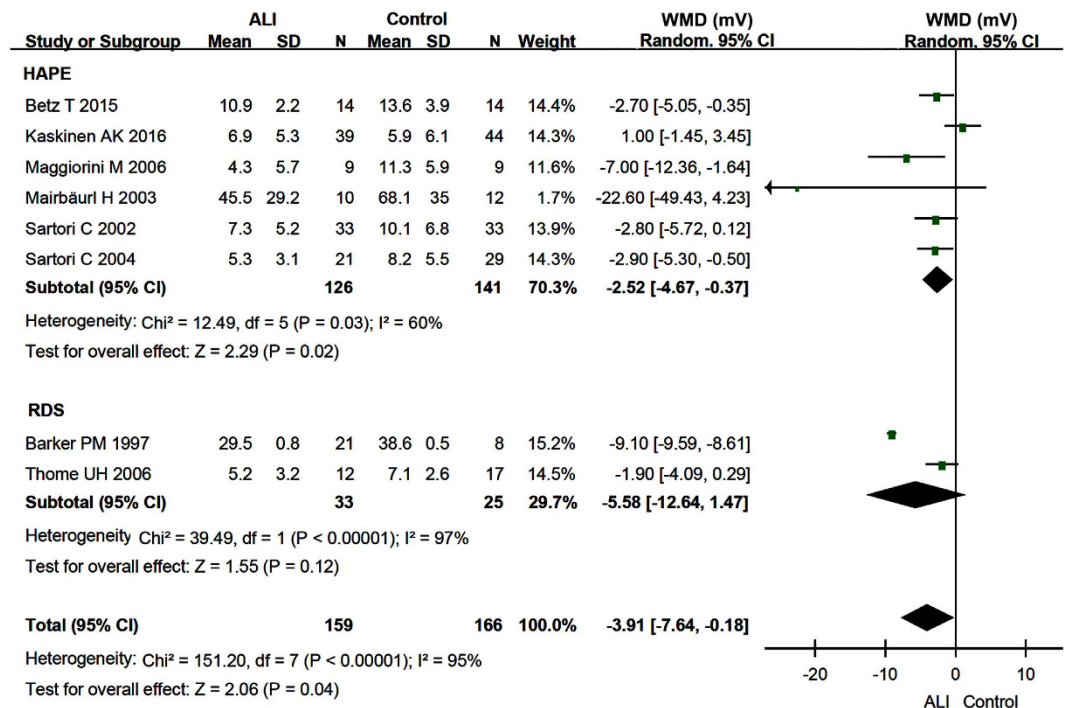 ALI Control WMD (mV) WMD (mV)
Study or Subgroup Mean SD N Mean SD N Weight Random. 95% CI Random, 95% CI
HAPE
Betz T 2015 10.9 2.2 14 13.6 3.9 14 14.4% -2.70 [-5.05, -0.35]
Kaskinen AK 2016 6.9 5.3 39 5.9 6.1 44 14.3% 1.00 [-1.45, 3.45]
Maggiorini M 2006 4.3 5.7 9 11.3 5.9 9 11.6% -7.00 [-12.36, -1.64]
Mairbäurl H 2003 45.5 29.2 10 68.1 35 12 1.7% -22.60 [-49.43, 4.23]
Sartori C 2002 7.3 5.2 33 10.1 6.8 33 13.9% -2.80 [-5.72, 0.12]
Sartori C 2004 5.3 3.1 21 8.2 5.5 29 14.3% -2.90 [-5.30, -0.50]
Subtotal (95% CI) 126 141 70.3% -2.52 [-4.67, -0.37]
Heterogeneity: Chi² = 12.49, df = 5 (P = 0.03); I² = 60%
Test for overall effect: Z = 2.29 (P = 0.02)
RDS
Barker PM 1997 29.5 0.8 21 38.6 0.5 8 15.2% -9.10 [-9.59, -8.61]
Thome UH 2006 5.2 3.2 12 7.1 2.6 17 14.5% -1.90 [-4.09, 0.29]
Subtotal (95% CI) 33 25 29.7% -5.58 [-12.64, 1.47]
Heterogeneity Chi² = 39.49, df = 1 (P < 0.00001); I² = 97%
Test for overall effect: Z = 1.55 (P = 0.12)
Total (95% CI) 159 166 100.0% -3.91 [-7.64, -0.18]
Heterogeneity: Chi² = 151.20, df = 7 (P < 0.00001); I² = 95%
Test for overall effect: Z = 2.06 (P = 0.04)
-20 -10 0 10
ALI Control